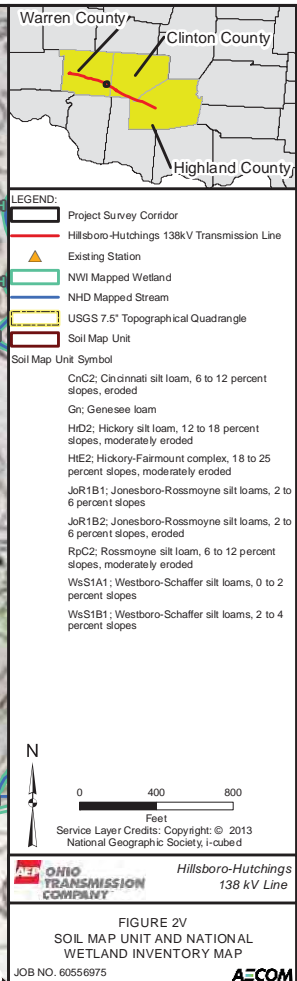 Warren County
Clinton County
Highland County
LEGEND:
Project Survey Corridor
Hillsboro-Hutchings 138kV Transmission Line
Existing Station
NWI Mapped Wetland
NHD Mapped Stream
USGS 7.5" Topographical Quadrangle
Soil Map Unit
Soil Map Unit Symbol
CnC2; Cincinnati silt loam, 6 to 12 percent
slopes, eroded
Gn; Genesee loam
HrD2; Hickory silt loam, 12 to 18 percent
slopes, moderately eroded
HtE2; Hickory-Fairmount complex, 18 to 25
percent slopes, moderately eroded
JoR1B1; Jonesboro-Rossmoyne silt loams, 2 to
6 percent slopes
JoR1B2; Jonesboro-Rossmoyne silt loams, 2 to
6 percent slopes, eroded
RpC2; Rossmoyne silt loam, 6 to 12 percent
slopes, moderately eroded
WsS1A1; Westboro-Schaffer silt loams, 0 to 2
percent slopes
WsS1B1; Westboro-Schaffer silt loams, 2 to 4
percent slopes
N
0 400 800
Feet
Service Layer Credits: Copyright: © 2013
National Geographic Society, i-cubed
AEP OHIO
TRANSMISSION
COMPANY
Hillsboro-Hutchings
138 kV Line
FIGURE 2V
SOIL MAP UNIT AND NATIONAL
WETLAND INVENTORY MAP
JOB NO. 60556975
AECOM